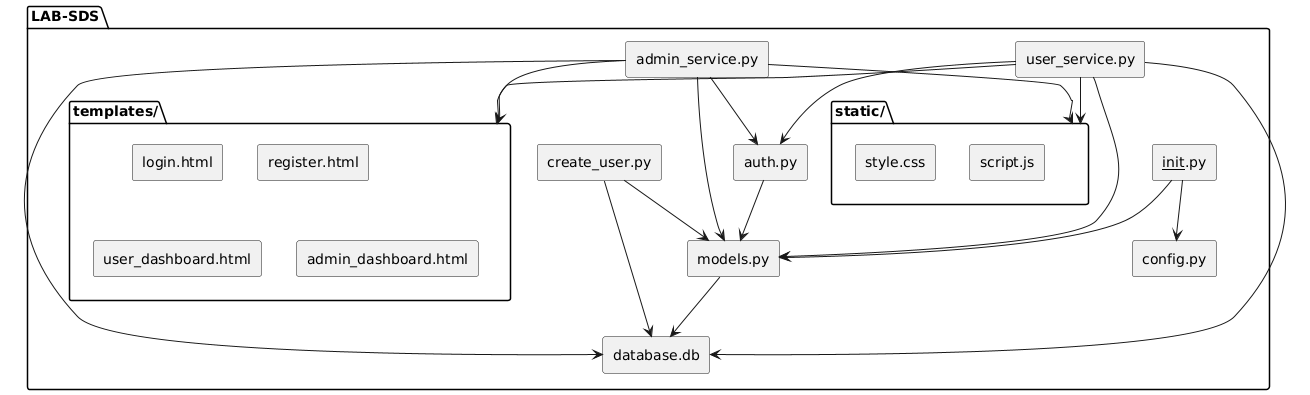 LAB-SDS
admin_service.py
user_service.py
templates/
static/
login.html
register.html
create_user.py
auth.py
style.css
script.js
init.py
user_dashboard.html
admin_dashboard.html
models.py
config.py
database.db